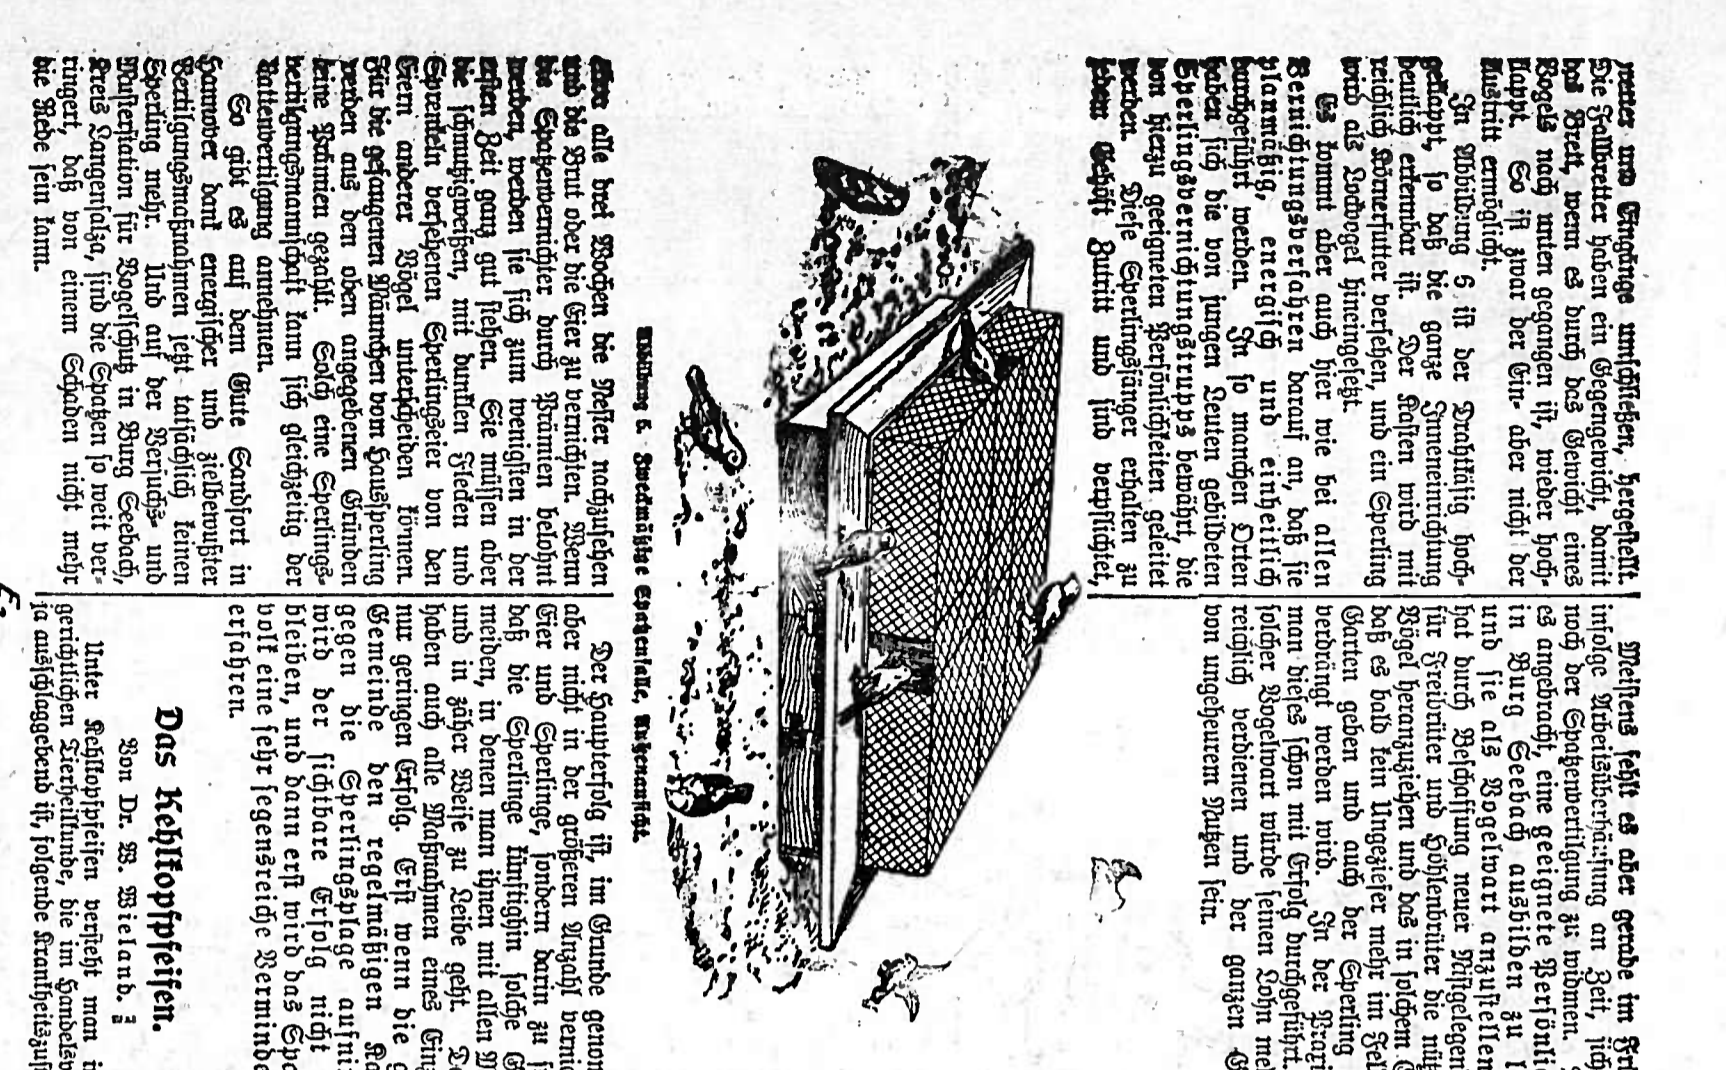 und Eingänge umschließen, hergestellt.
Die Fallbretter haben ein Gegengewicht, damit
das Brett, wenn es durch das Gewicht eines
Vogels nach unten gegangen ist, wieder hoch-
klappt. So ist zwar der Ein- aber nicht der
Austritt ermöglicht.
In Abbildung 6 ist der Drahtkäfig hoch-
geklappt, so daß die ganze Inneneinrichtung
deutlich erkennbar ist. Der Kasten wird mit
reichlich Körnerfutter versehen, und ein Sperling
wird als Lockvogel hineingesetzt.
Es kommt aber auch hier wie bei allen
Vernichtungsverfahren darauf an, daß sie
planmäßig, energisch und einheitlich
durchgeführt werden. In so manchen Orten
haben sich die von jungen Leuten gebildeten
Sperlingsvernichtungstrupps bewährt, die
von hierzu geeigneten Persönlichkeiten geleitet
werden. Diese Sperlingsfänger erhalten zu
jedem Gehöft Zutritt und sind verpflichtet,
Meistens fehlt es aber gerade im
infolge Arbeitsüberhäufung an Zeit, sich
noch der Spatzenvertilgung zu widmen.
es angebracht, eine geeignete
in Burg Seebach ausbilden zu
und sie als Vogelwart anzustellen
hat durch Beschaffung neuer
für Freibrüter und Höhlenbrüter die
Vögel heranzuziehen und das in solchem
daß es bald kein Ungeziefer mehr im
Garten geben und auch der Sperling
verdrängt werden wird. In der
man dieses schon mit Erfolg durchgeführt.
solcher Vogelwart würde seinen Lohn
reichlich verdienen und der ganzen
von ungeheurem Nutzen sein.
Abbildung 5. Zweckmäßige Spatzenfalle, Außenansicht.
etwa alle drei Wochen die Nester nachzusehen
und die Brut oder die Eier zu vernichten. Wenn
die Spatzenvernichter durch Prämien belohnt
werden, werden sie sich zum wenigsten in der
ersten Zeit ganz gut stehen. Sie müssen aber
die schmutzigweißen, mit dunklen Flecken und
Sprenkeln versehenen Sperlingseier von den
Eiern anderer Vögel unterscheiden können.
Für die gefangenen Männchen vom Haussperling
werden aus den oben angegebenen Gründen
keine Prämien gezahlt. Solch eine Sperlings-
vertilgungsmannschaft kann sich gleichzeitig der
Rattenvertilgung annehmen.
So gibt es auf dem Gute Sandfort in
Hannover dank energischer und zielbewußter
Vertilgungsmaßnahmen jetzt tatsächlich keinen
Sperling mehr. Und auf der Versuchs- und
Musterstation für Vogelschutz in Burg Seebach,
Kreis Langensalza, sind die Spatzen so weit ver-
ringert, daß von einem Schaden nicht mehr
die Rede sein kann.
Der Haupterfolg ist, im Grunde
aber nicht in der größeren Anzahl
Eier und Sperlinge, sondern darin zu
daß die Sperlinge künftighin solche
meiden, in denen man ihnen mit allen
und in zäher Weise zu Leibe geht.
haben auch alle Maßnahmen eines
nur geringen Erfolg. Erst wenn die
Gemeinde den regelmäßigen
gegen die Sperlingsplage
wird der sichtbare Erfolg nicht
bleiben, und dann erst wird das
volk eine sehr segensreiche
erfahren.
Das Kehlkopfpfeifen.
Von Dr. W. Wieland.
Unter Kehlkopfpfeifen versteht man
gerichtlichen Tierheilkunde, die im
ja ausschlaggebend ist, folgende